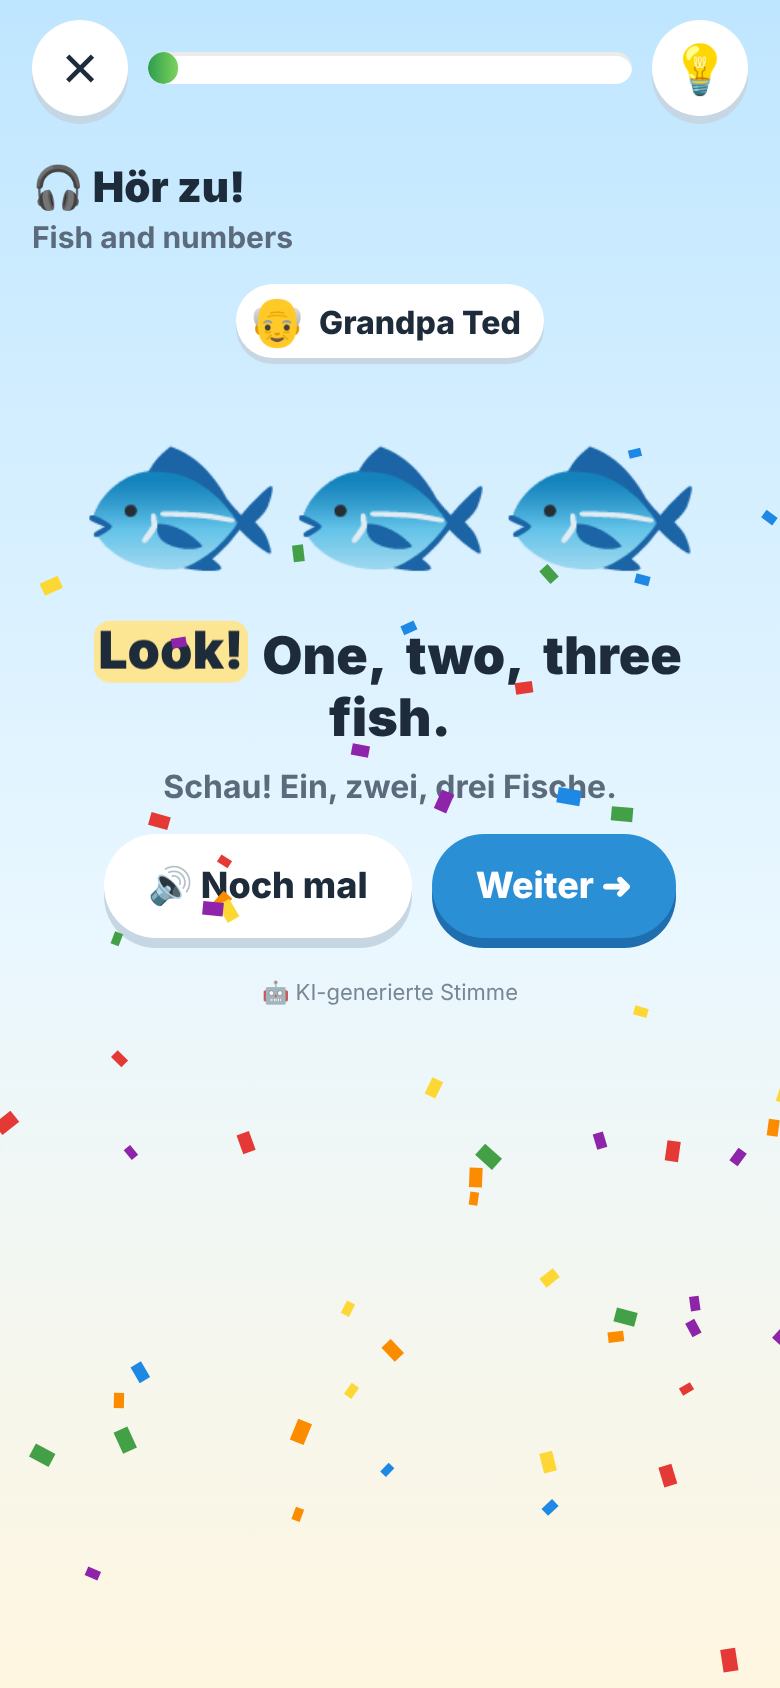 Hör zu!
Fish and numbers
Grandpa Ted
Look! One, two, three
fish.
Schau! Ein, zwei, drei Fische.
Noch mal
Weiter ➜
KI-generierte Stimme